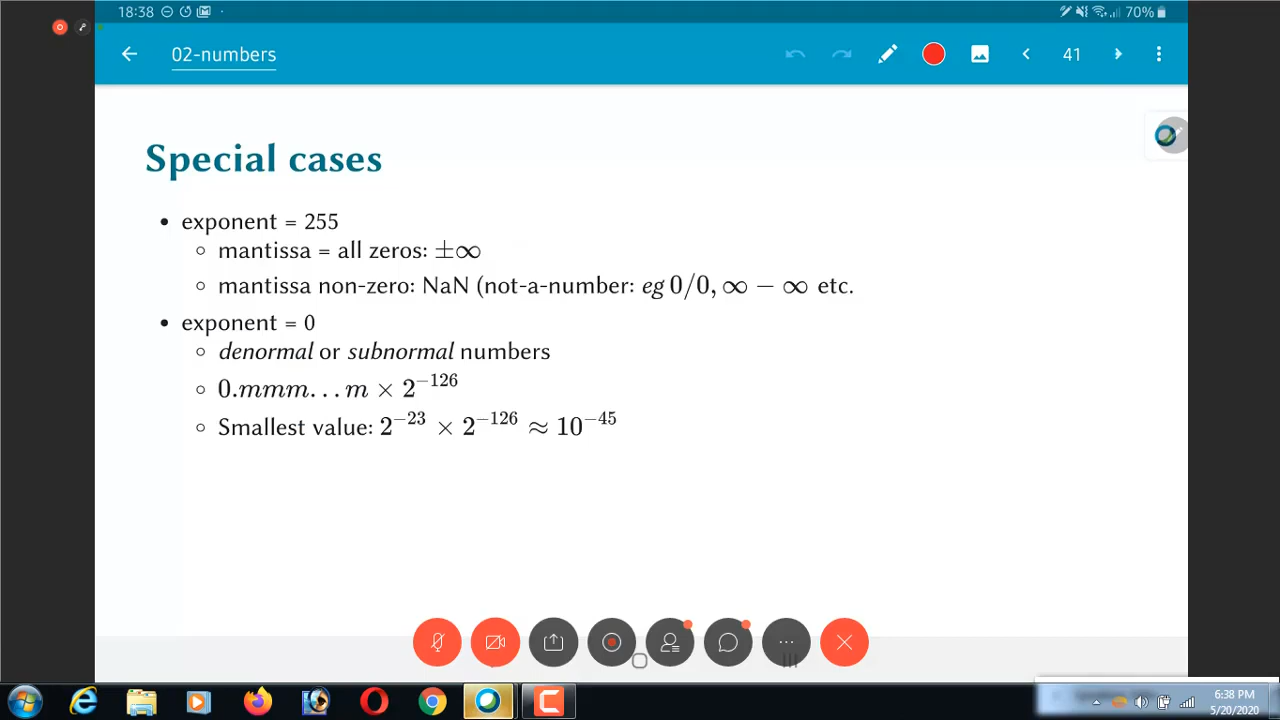 18:38
70%
02-numbers
41
Special cases
• exponent = 255
◦ mantissa = all zeros: ±∞
◦ mantissa non-zero: NaN (not-a-number: eg 0/0, ∞ − ∞ etc.
• exponent = 0
◦ denormal or subnormal numbers
◦ 0.mmm...m × 2^−126
◦ Smallest value: 2^−23 × 2^−126 ≈ 10^−45
6:38 PM
5/20/2020